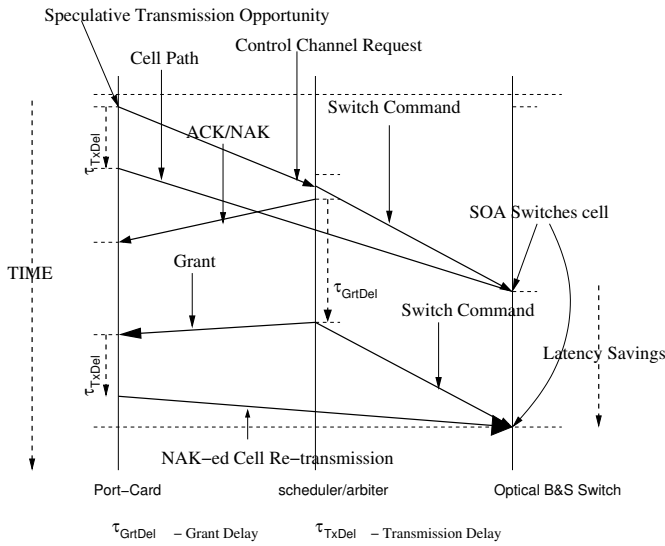 Speculative Transmission Opportunity
Control Channel Request
Cell Path
Switch Command
ACK/NAK
τTxDel
SOA Switches cell
TIME
Grant
τGrtDel
Switch Command
Latency Savings
τTxDel
NAK−ed Cell Re−transmission
Port−Card
scheduler/arbiter
Optical B&S Switch
τGrtDel − Grant Delay
τTxDel − Transmission Delay